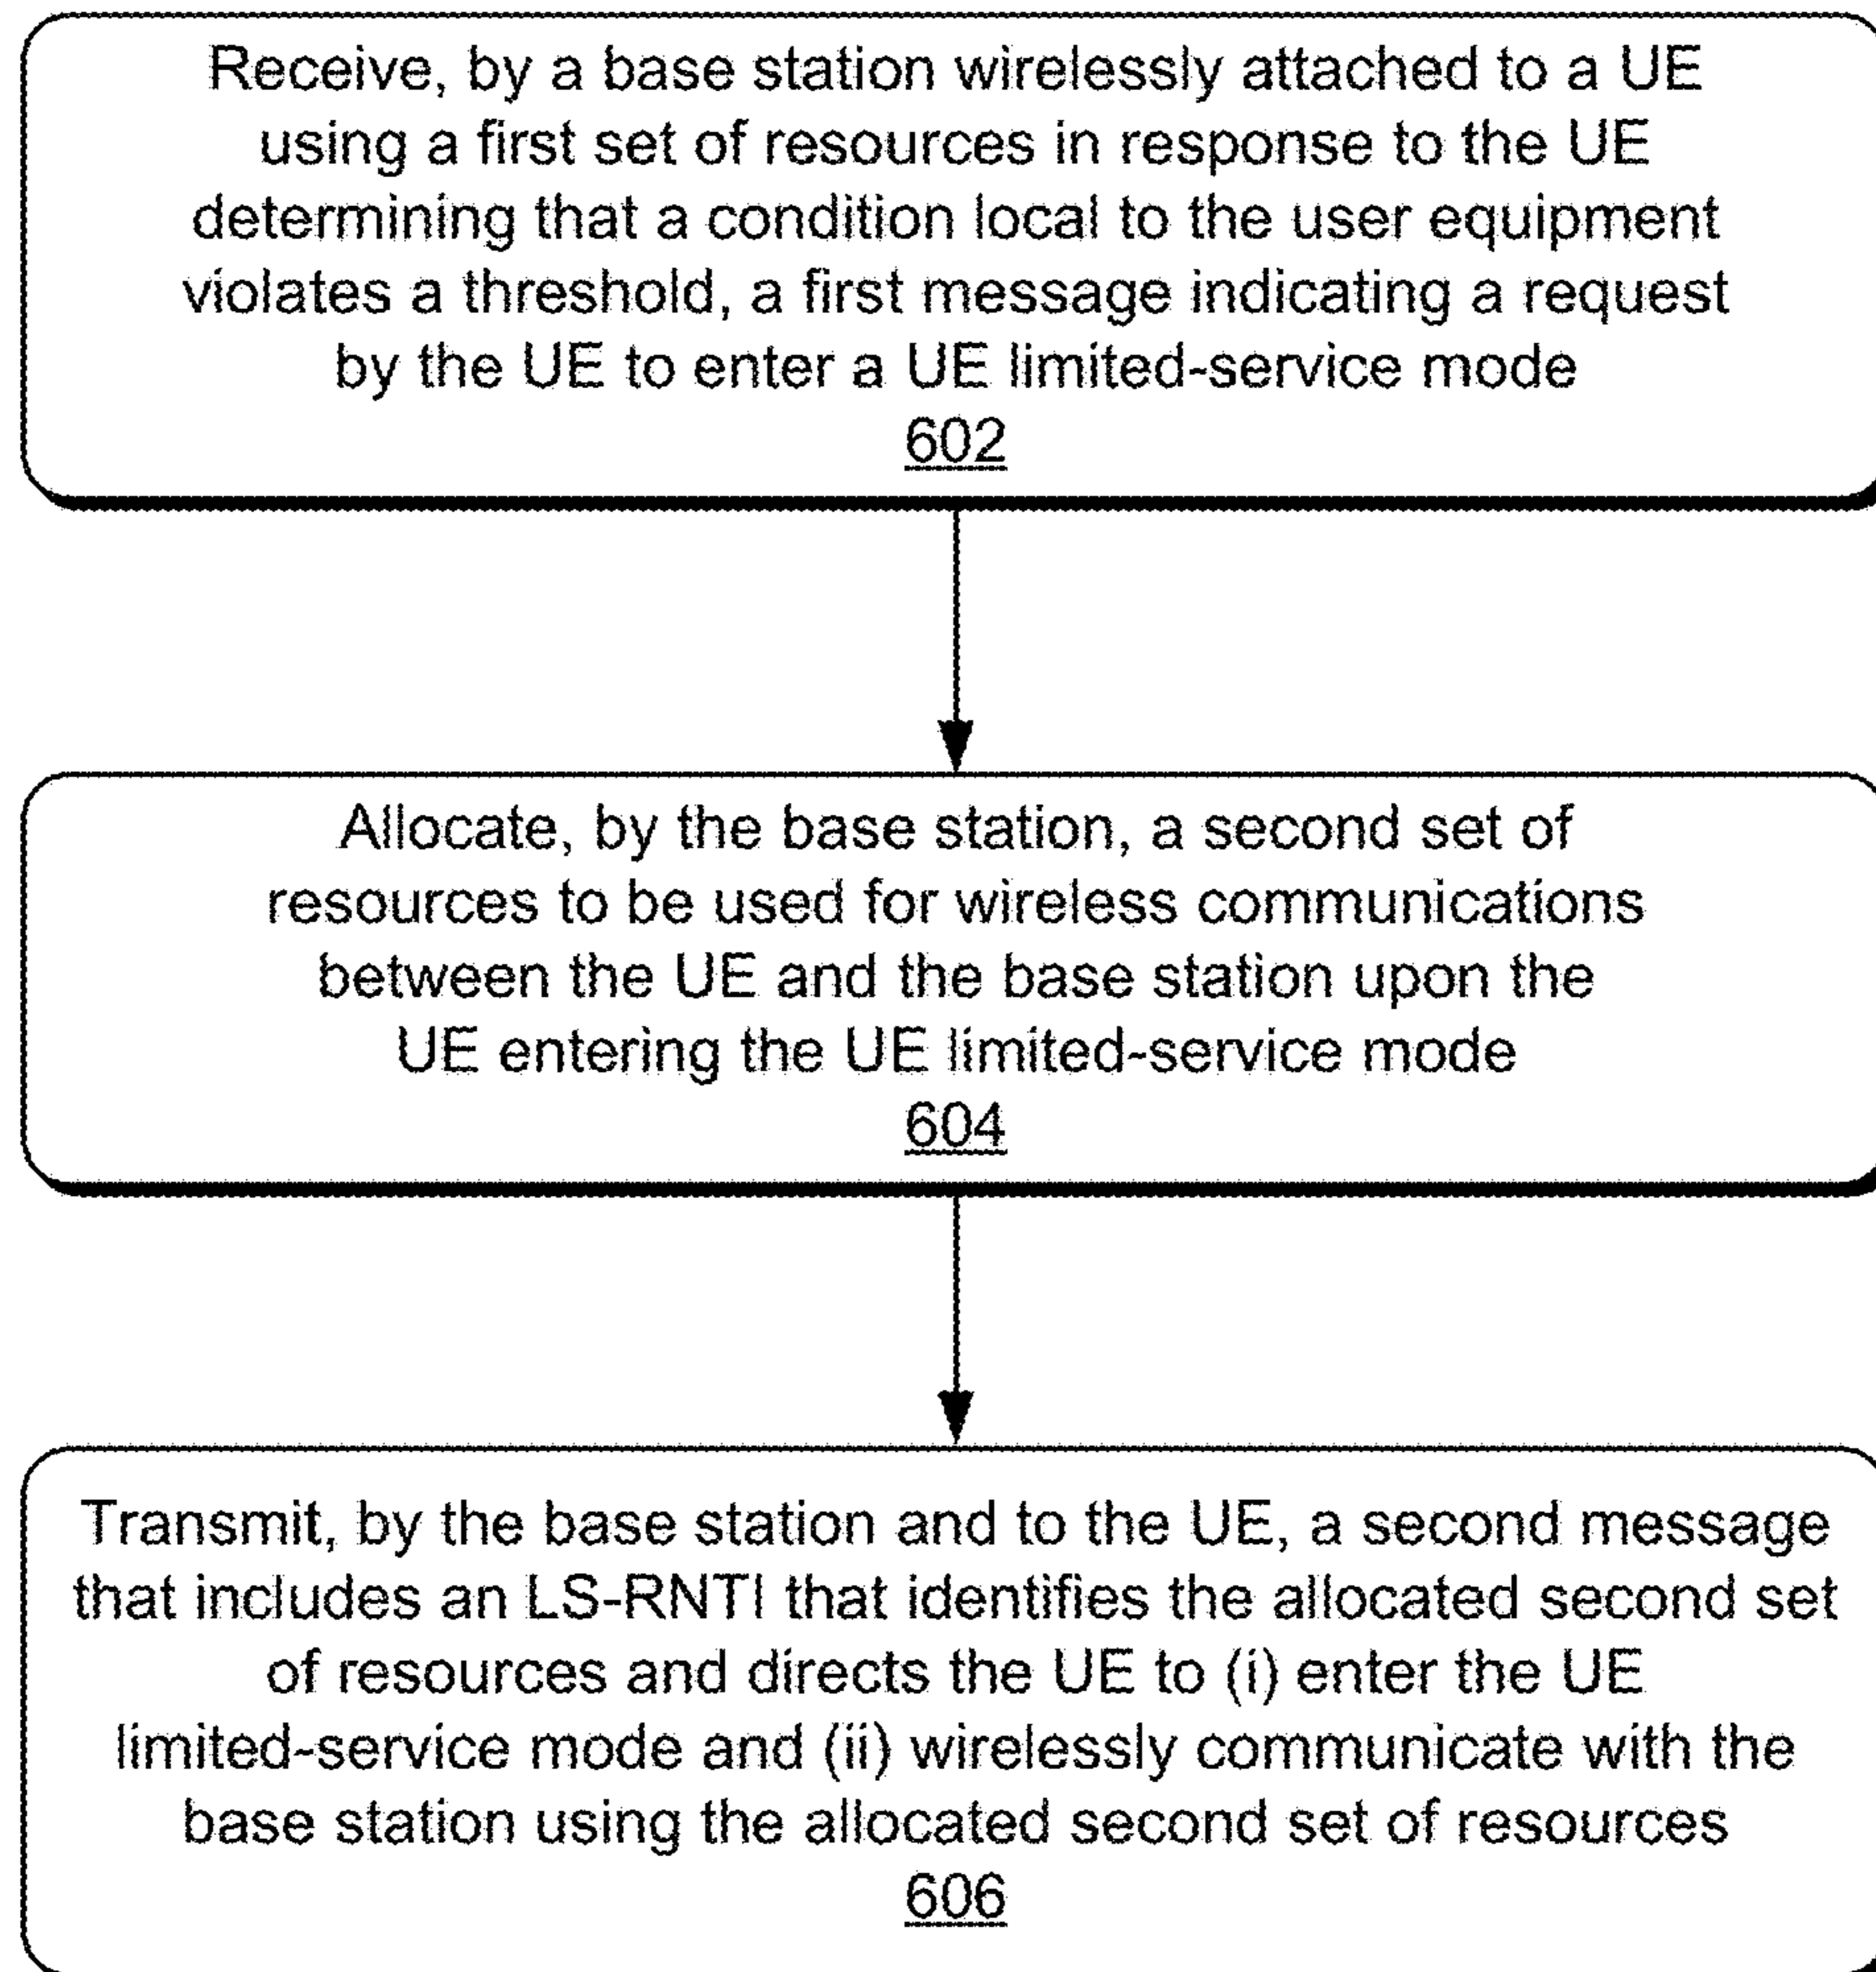 Receive, by a base station wirelessly attached to a UE
using a first set of resources in response to the UE
determining that a condition local to the user equipment
violates a threshold, a first message indicating a request
by the UE to enter a UE limited-service mode
602
Allocate, by the base station, a second set of
resources to be used for wireless communications
between the UE and the base station upon the
UE entering the UE limited-service mode
604
Transmit, by the base station and to the UE, a second message
that includes an LS-RNTI that identifies the allocated second set
of resources and directs the UE to (i) enter the UE
limited-service mode and (ii) wirelessly communicate with the
base station using the allocated second set of resources
606